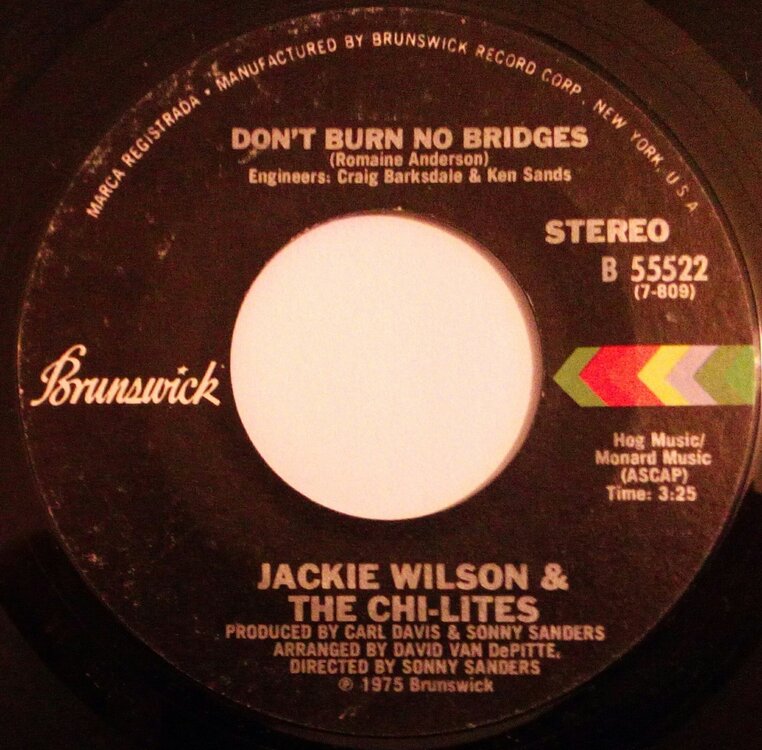 MARCA REGISTRADA • MANUFACTURED BY BRUNSWICK RECORD CORP. NEW YORK, U S A
DON'T BURN NO BRIDGES
(Romaine Anderson)
Engineers: Craig Barksdale & Ken Sands
STEREO
B 55522
(7-809)
Brunswick
Hog Music/
Monard Music
(ASCAP)
Time: 3:25
JACKIE WILSON &
THE CHI-LITES
PRODUCED BY CARL DAVIS & SONNY SANDERS
ARRANGED BY DAVID VAN DePITTE.
DIRECTED BY SONNY SANDERS
℗ 1975 Brunswick